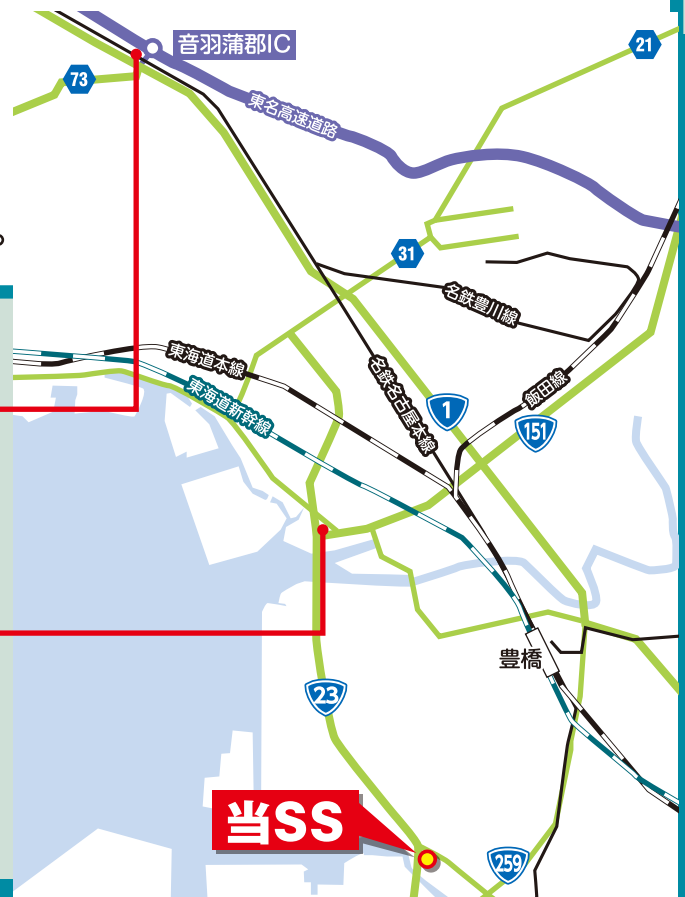 音羽蒲郡IC
21
73
東名高速道路
。
31
名鉄豊川線
東海道本線
名鉄名古屋本線
飯田線
東海道新幹線
1
151
豊橋
23
当SS
259